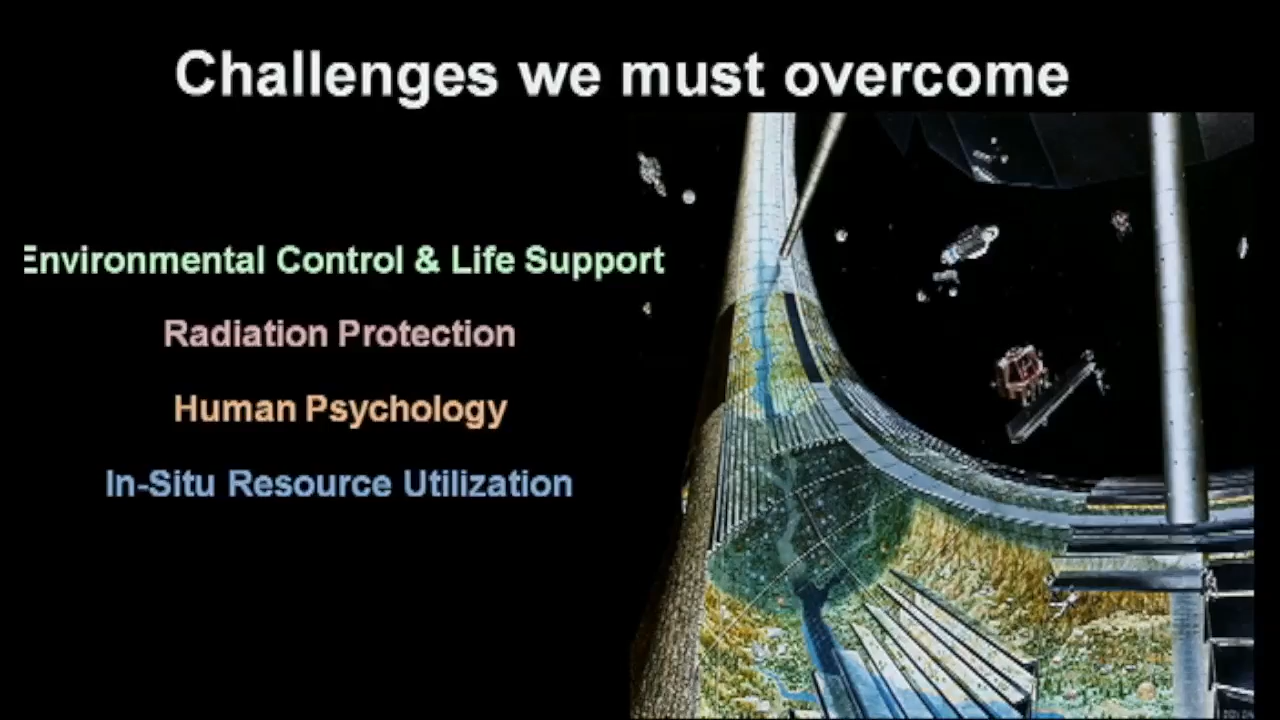 Challenges we must overcome
Environmental Control & Life Support
Radiation Protection
Human Psychology
In-Situ Resource Utilization